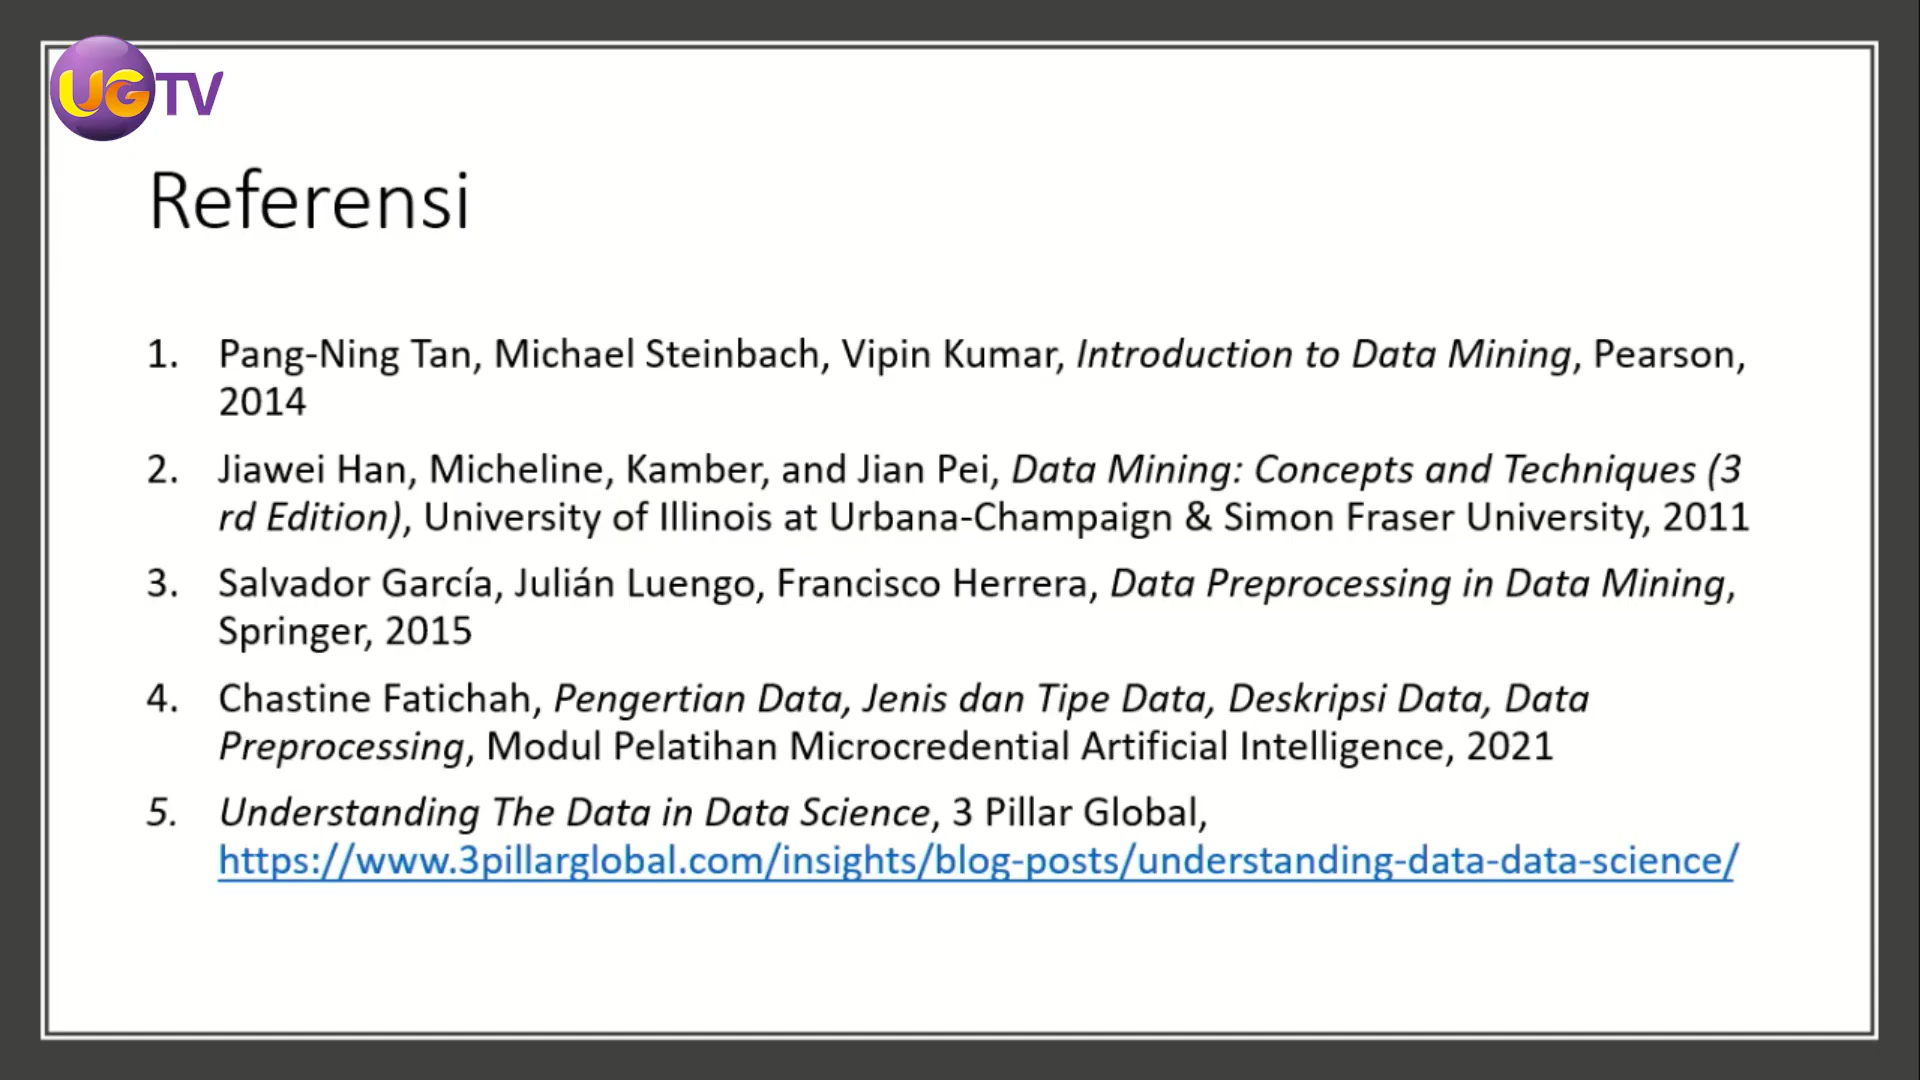 UGTV
Referensi
1. Pang-Ning Tan, Michael Steinbach, Vipin Kumar, Introduction to Data Mining, Pearson,
2014
2. Jiawei Han, Micheline, Kamber, and Jian Pei, Data Mining: Concepts and Techniques (3
rd Edition), University of Illinois at Urbana-Champaign & Simon Fraser University, 2011
3. Salvador García, Julián Luengo, Francisco Herrera, Data Preprocessing in Data Mining,
Springer, 2015
4. Chastine Fatichah, Pengertian Data, Jenis dan Tipe Data, Deskripsi Data, Data
Preprocessing, Modul Pelatihan Microcredential Artificial Intelligence, 2021
5. Understanding The Data in Data Science, 3 Pillar Global,
https://www.3pillarglobal.com/insights/blog-posts/understanding-data-data-science/